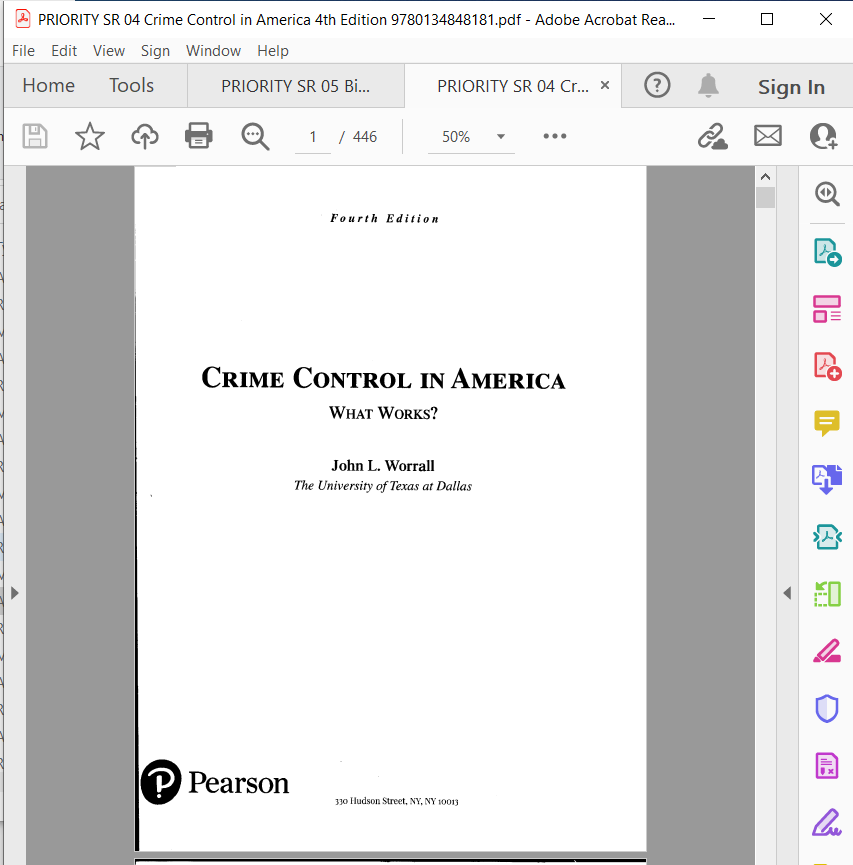 PRIORITY SR 04 Crime Control in America 4th Edition 9780134848181.pdf - Adobe Acrobat Rea...
File Edit View Sign Window Help
Home Tools PRIORITY SR 05 Bi... PRIORITY SR 04 Cr... × ? Sign In
1 / 446 50%
Fourth Edition
CRIME CONTROL IN AMERICA
WHAT WORKS?
John L. Worrall
The University of Texas at Dallas
Pearson
330 Hudson Street, NY, NY 10013